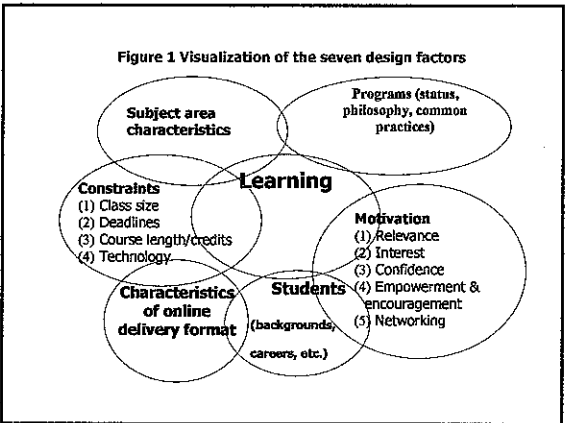 Figure 1 Visualization of the seven design factors
Subject area
characteristics
Programs (status,
philosophy, common
practices)
Learning
Constraints
(1) Class size
(2) Deadlines
(3) Course length/credits
(4) Technology
Motivation
(1) Relevance
(2) Interest
(3) Confidence
(4) Empowerment &
encouragement
(5) Networking
Characteristics
of online
delivery format
Students
(backgrounds,
careers, etc.)